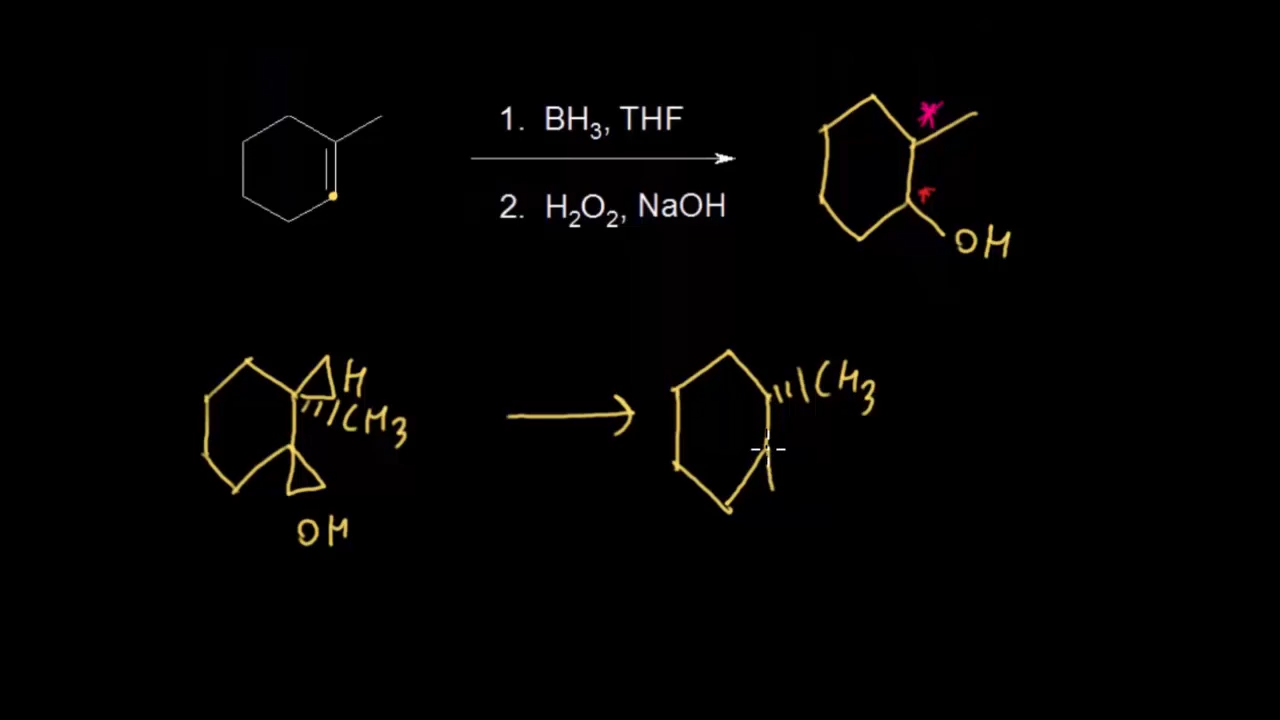 1. BH3, THF
2. H2O2, NaOH
*
*
OH
H
CH3
CH3
OH